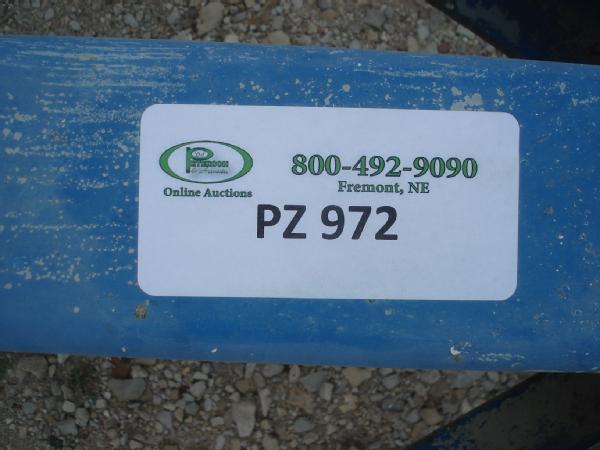 PETERSON
Online Auctions
800-492-9090
Fremont, NE
PZ 972